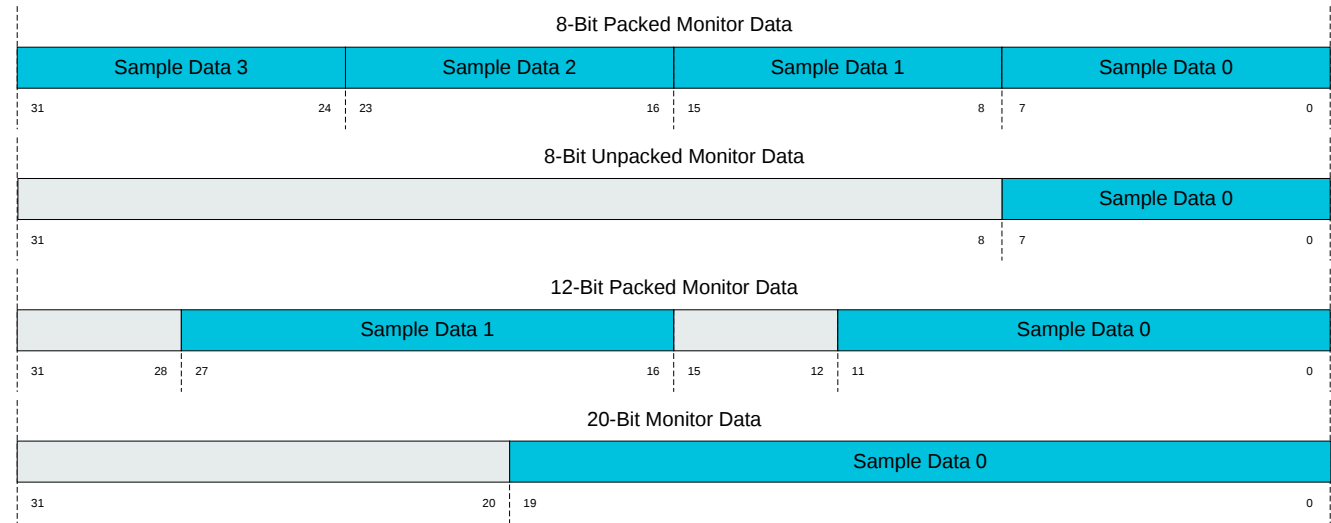 8-Bit Packed Monitor Data
Sample Data 3 Sample Data 2 Sample Data 1 Sample Data 0
31 24 23 16 15 8 7 0
8-Bit Unpacked Monitor Data
Sample Data 0
31 8 7 0
12-Bit Packed Monitor Data
Sample Data 1 Sample Data 0
31 28 27 16 15 12 11 0
20-Bit Monitor Data
Sample Data 0
31 20 19 0